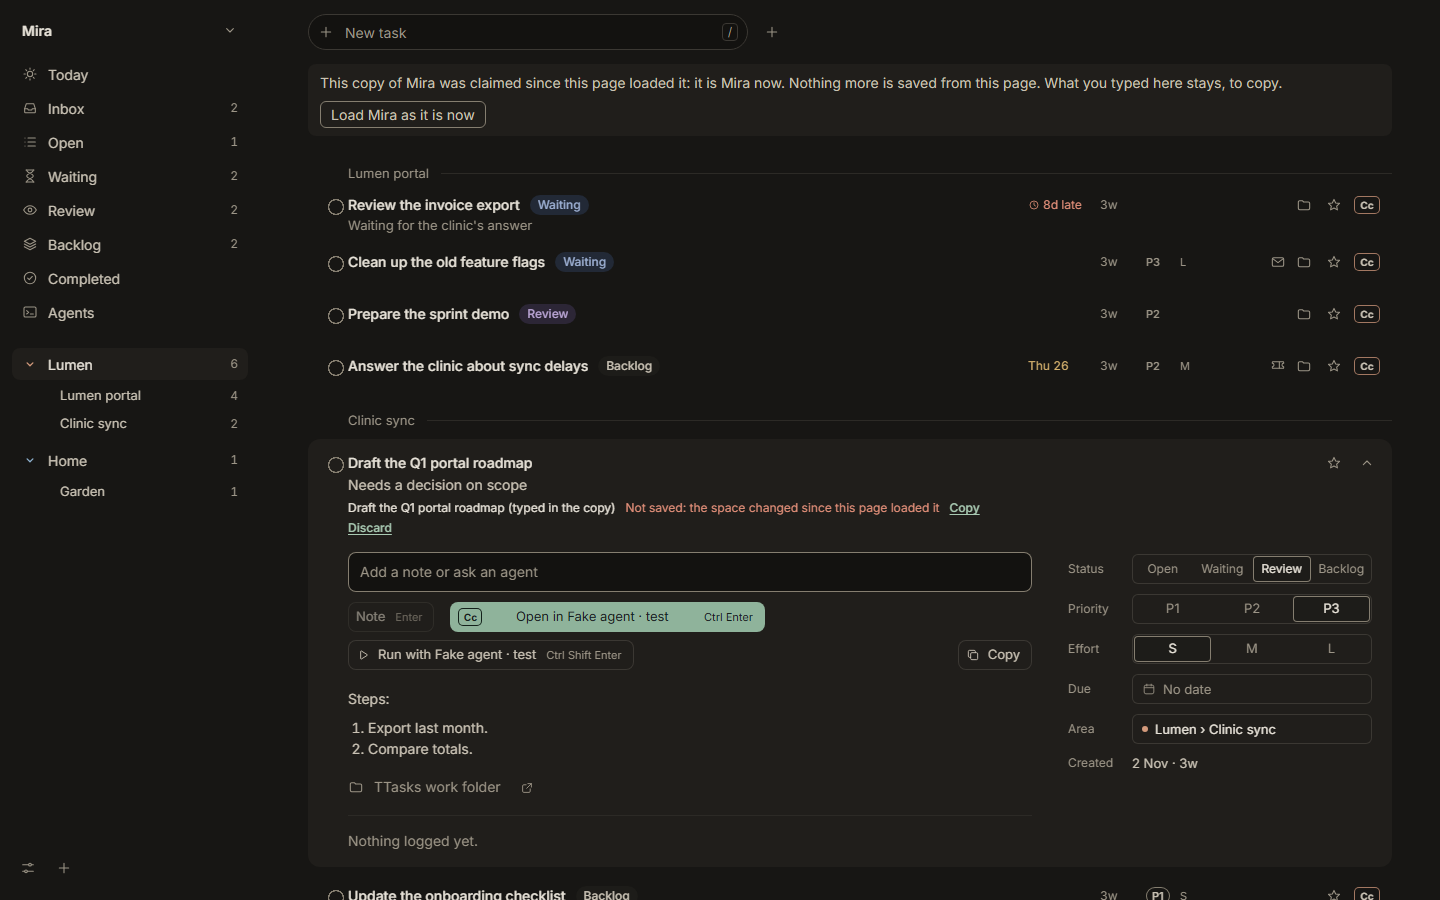 Mira
Today
Inbox 2
Open 1
Waiting 2
Review 2
Backlog 2
Completed
Agents
Lumen 6
Lumen portal 4
Clinic sync 2
Home 1
Garden 1
New task /
This copy of Mira was claimed since this page loaded it: it is Mira now. Nothing more is saved from this page. What you typed here stays, to copy.
Load Mira as it is now
Lumen portal
Review the invoice export Waiting 8d late 3w Cc
Waiting for the clinic's answer
Clean up the old feature flags Waiting 3w P3 L Cc
Prepare the sprint demo Review 3w P2 Cc
Answer the clinic about sync delays Backlog Thu 26 3w P2 M Cc
Clinic sync
Draft the Q1 portal roadmap
Needs a decision on scope
Draft the Q1 portal roadmap (typed in the copy) Not saved: the space changed since this page loaded it Copy
Discard
Add a note or ask an agent
Note Enter Cc Open in Fake agent · test Ctrl Enter
Run with Fake agent · test Ctrl Shift Enter Copy
Steps:
1. Export last month.
2. Compare totals.
TTasks work folder
Nothing logged yet.
Status Open Waiting Review Backlog
Priority P1 P2 P3
Effort S M L
Due No date
Area Lumen › Clinic sync
Created 2 Nov · 3w
Update the onboarding checklist Backlog 3w P1 S Cc